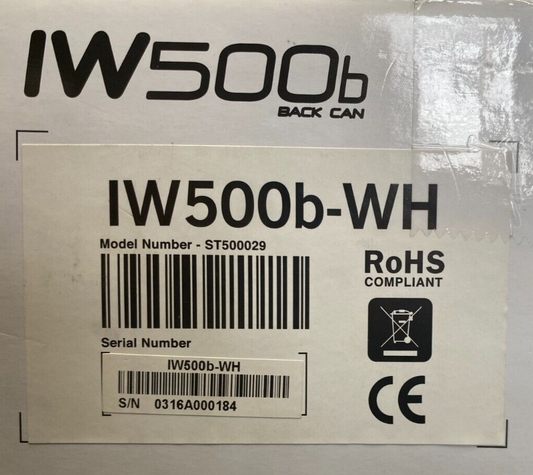 IW500b
BACK CAN
IW500b-WH
Model Number - ST500029
RoHS
COMPLIANT
Serial Number
IW500b-WH
S/N 0316A000184
CE